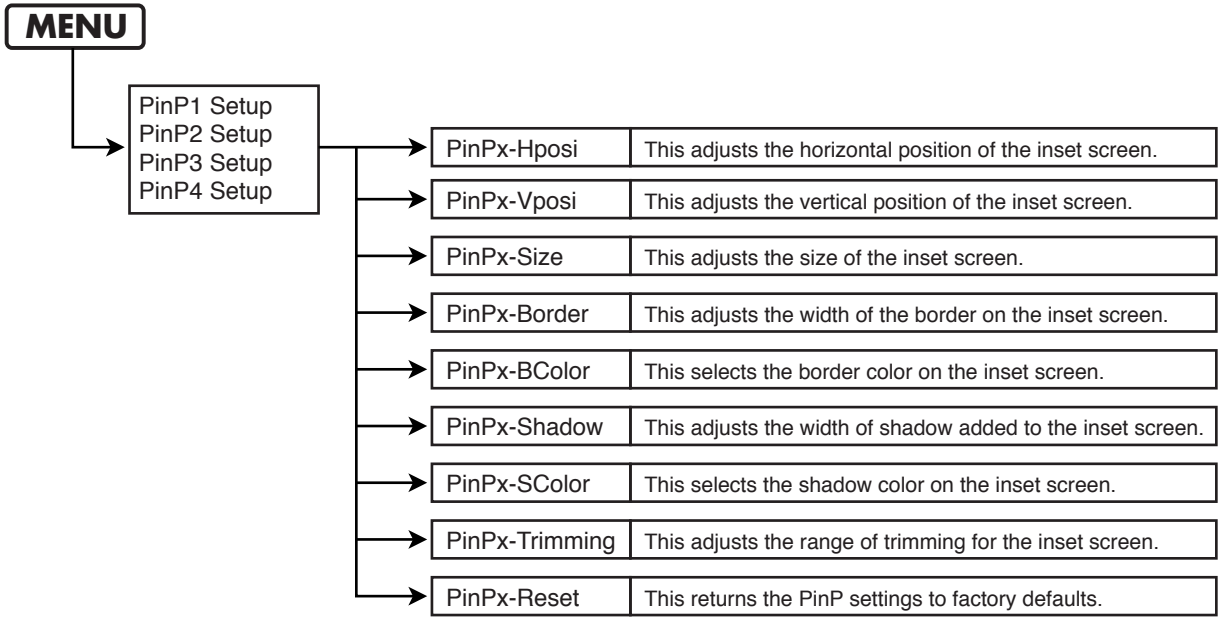 MENU
PinP1 Setup
PinP2 Setup
PinP3 Setup
PinP4 Setup
PinPx-Hposi This adjusts the horizontal position of the inset screen.
PinPx-Vposi This adjusts the vertical position of the inset screen.
PinPx-Size This adjusts the size of the inset screen.
PinPx-Border This adjusts the width of the border on the inset screen.
PinPx-BColor This selects the border color on the inset screen.
PinPx-Shadow This adjusts the width of shadow added to the inset screen.
PinPx-SColor This selects the shadow color on the inset screen.
PinPx-Trimming This adjusts the range of trimming for the inset screen.
PinPx-Reset This returns the PinP settings to factory defaults.